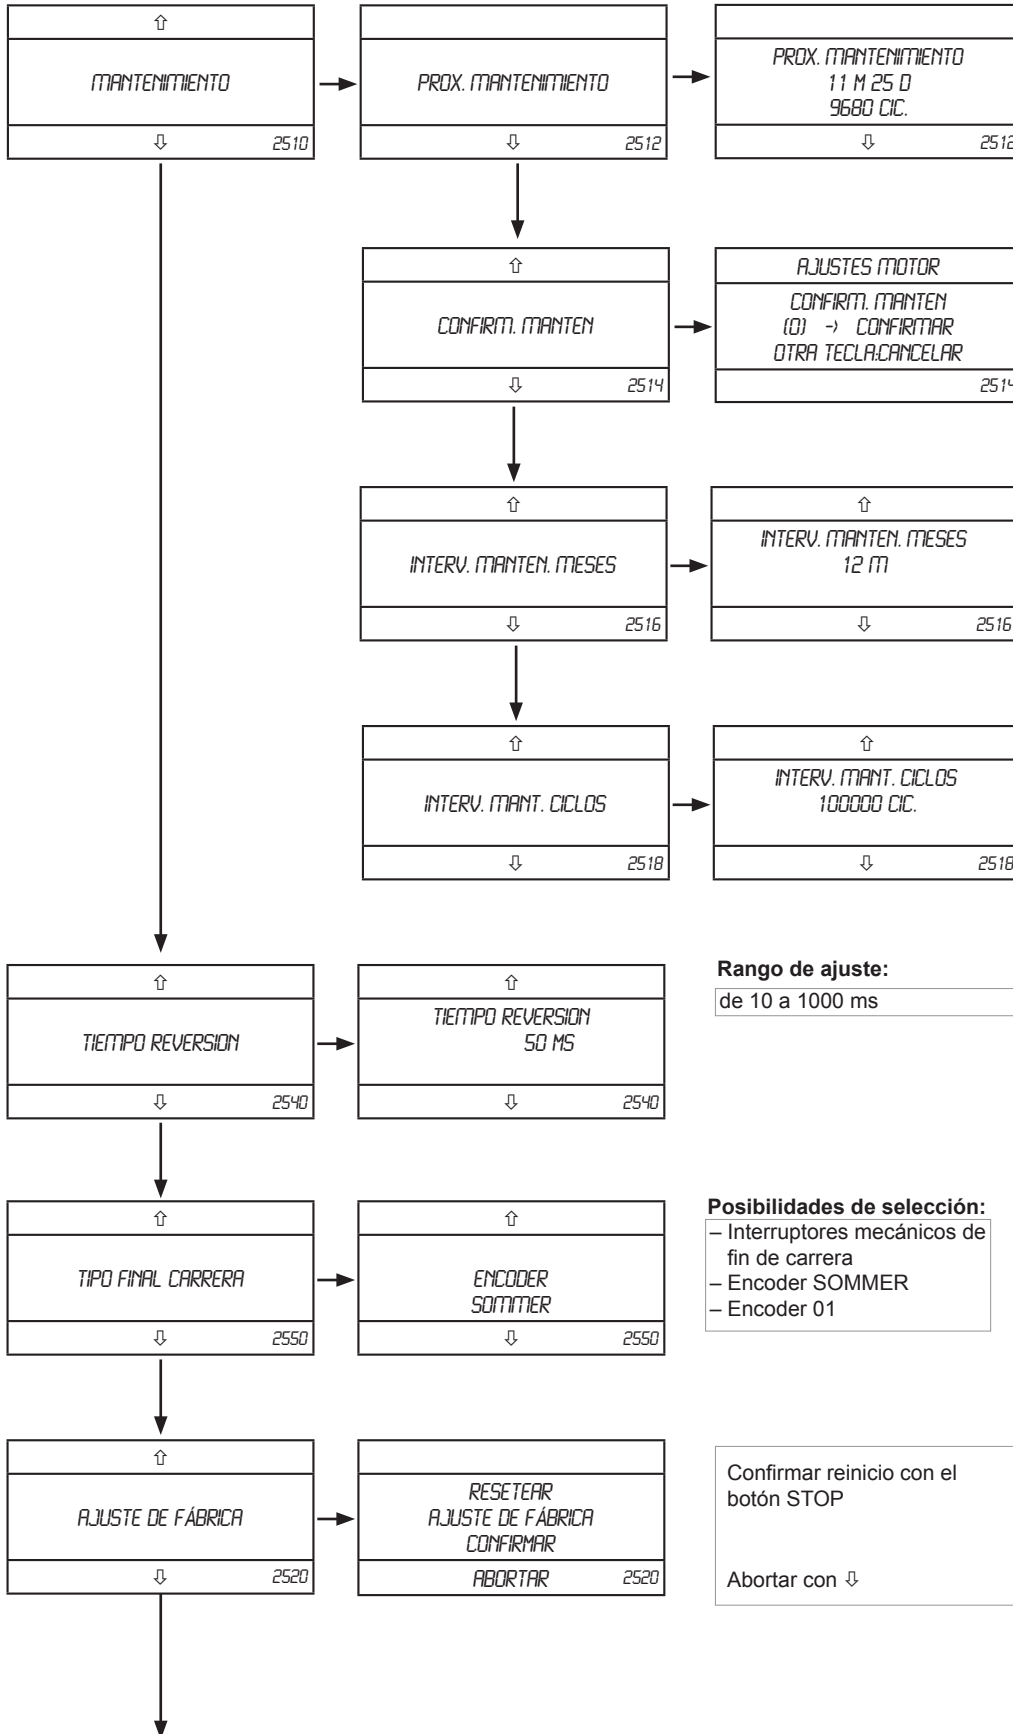 ⇧
MANTENIMIENTO
⇩ 2510
PROX. MANTENIMIENTO
⇩ 2512
PROX. MANTENIMIENTO
11 M 25 D
9680 CIC.
⇩ 2512
⇧
CONFIRM. MANTEN
⇩ 2514
AJUSTES MOTOR
CONFIRM. MANTEN
(0) -> CONFIRMAR
OTRA TECLA:CANCELAR
2514
⇧
INTERV. MANTEN. MESES
⇩ 2516
⇧
INTERV. MANTEN. MESES
12 M
⇩ 2516
⇧
INTERV. MANT. CICLOS
⇩ 2518
⇧
INTERV. MANT. CICLOS
100000 CIC.
⇩ 2518
⇧
TIEMPO REVERSION
⇩ 2540
⇧
TIEMPO REVERSION
50 MS
⇩ 2540
Rango de ajuste:
de 10 a 1000 ms
⇧
TIPO FINAL CARRERA
⇩ 2550
⇧
ENCODER
SOMMER
⇩ 2550
Posibilidades de selección:
– Interruptores mecánicos de
fin de carrera
– Encoder SOMMER
– Encoder 01
⇧
AJUSTE DE FÁBRICA
⇩ 2520
RESETEAR
AJUSTE DE FÁBRICA
CONFIRMAR
ABORTAR 2520
Confirmar reinicio con el
botón STOP
Abortar con ⇩